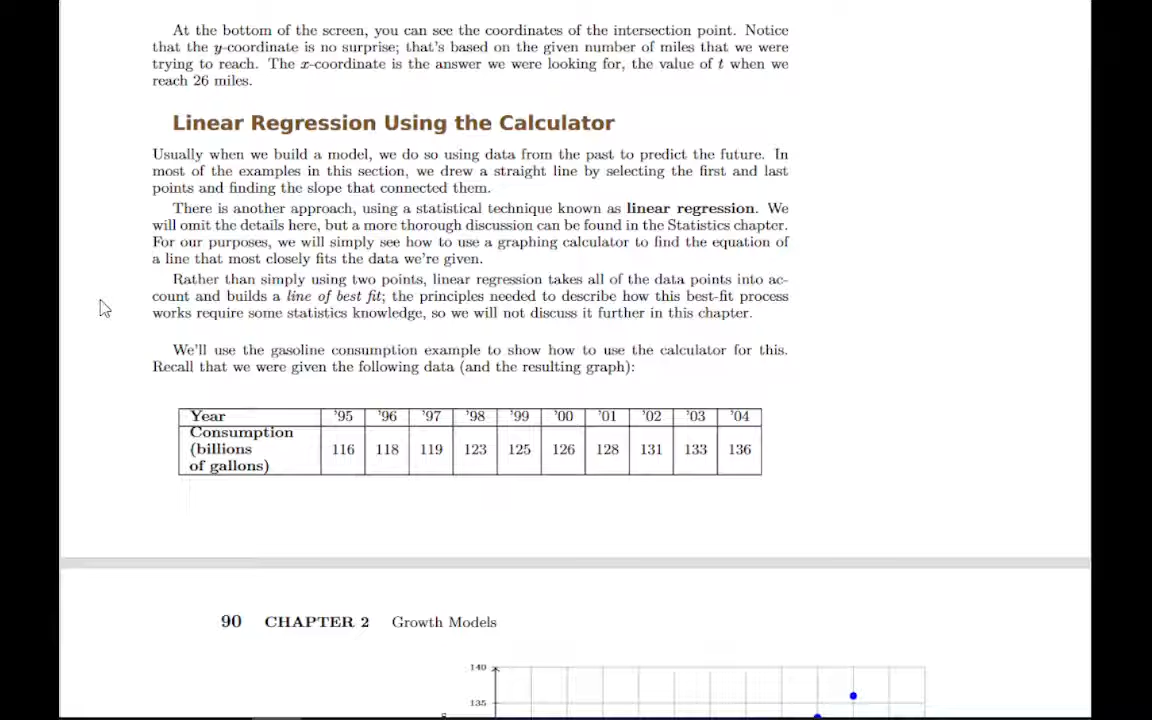 At the bottom of the screen, you can see the coordinates of the intersection point. Notice
that the y-coordinate is no surprise; that's based on the given number of miles that we were
trying to reach. The x-coordinate is the answer we were looking for, the value of t when we
reach 26 miles.
Linear Regression Using the Calculator
Usually when we build a model, we do so using data from the past to predict the future. In
most of the examples in this section, we drew a straight line by selecting the first and last
points and finding the slope that connected them.
There is another approach, using a statistical technique known as linear regression. We
will omit the details here, but a more thorough discussion can be found in the Statistics chapter.
For our purposes, we will simply see how to use a graphing calculator to find the equation of
a line that most closely fits the data we're given.
Rather than simply using two points, linear regression takes all of the data points into ac-
count and builds a line of best fit; the principles needed to describe how this best-fit process
works require some statistics knowledge, so we will not discuss it further in this chapter.
We'll use the gasoline consumption example to show how to use the calculator for this.
Recall that we were given the following data (and the resulting graph):
Year '95 '96 '97 '98 '99 '00 '01 '02 '03 '04
Consumption
(billions 116 118 119 123 125 126 128 131 133 136
of gallons)
90 CHAPTER 2 Growth Models
140
135